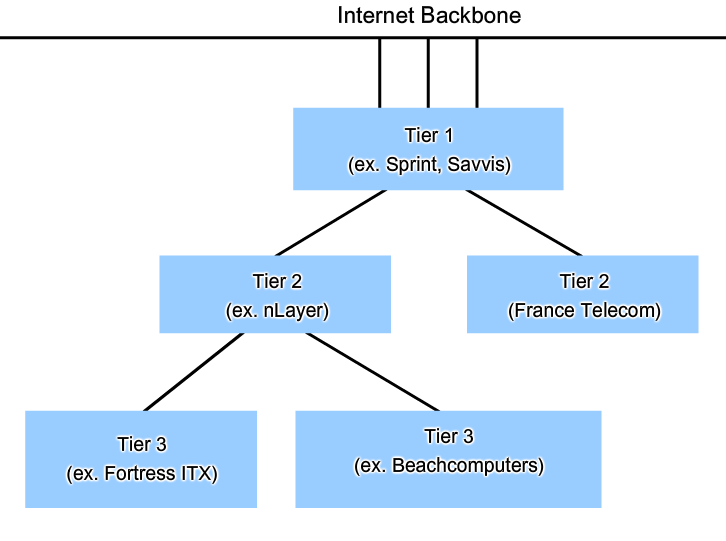 Internet Backbone
Tier 1
(ex. Sprint, Savvis)
Tier 2
(ex. nLayer)
Tier 2
(France Telecom)
Tier 3
(ex. Fortress ITX)
Tier 3
(ex. Beachcomputers)